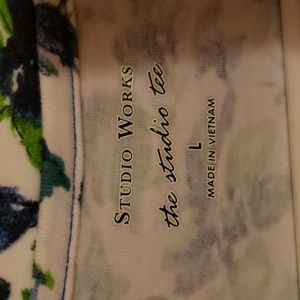 STUDIO WORKS
the studio tee
L
MADE IN VIETNAM